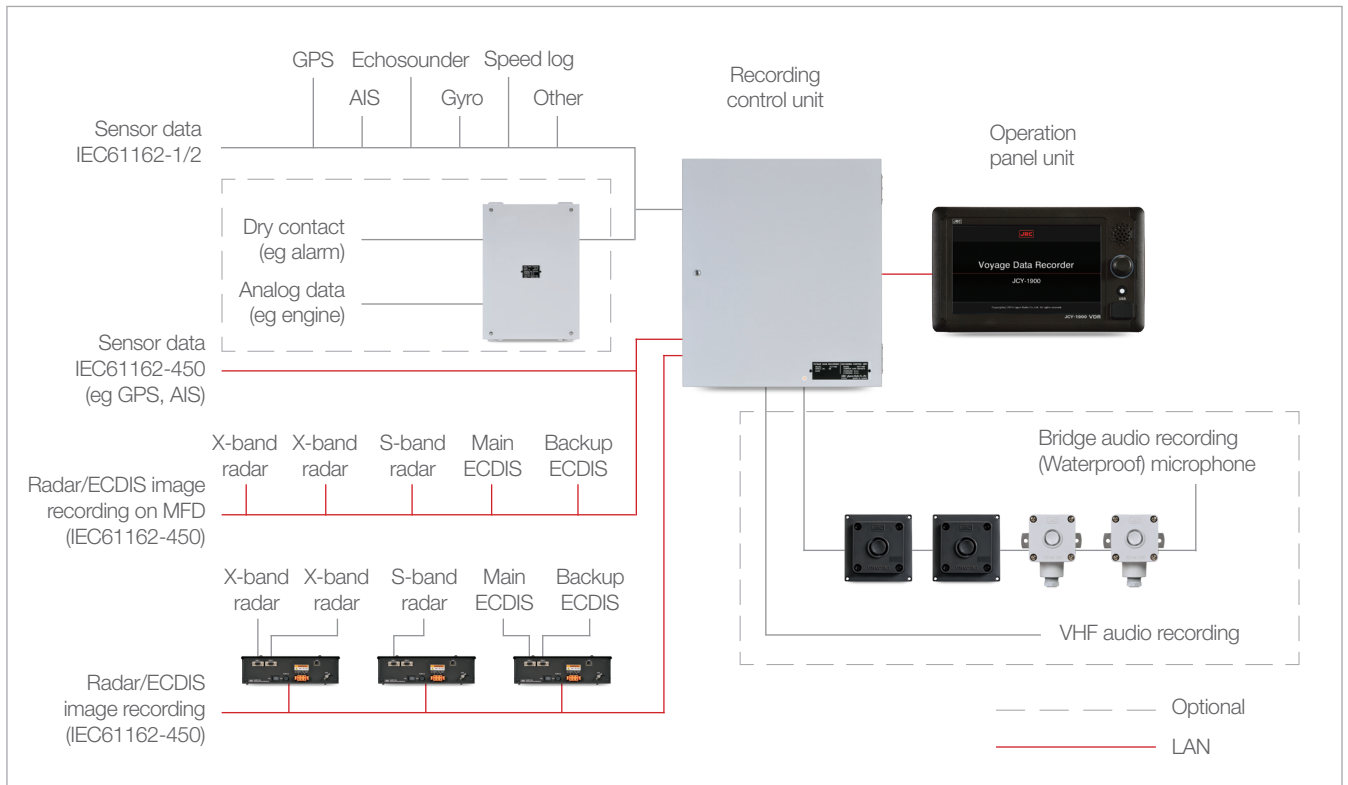 GPS
Echosounder
Speed log
AIS
Gyro
Other
Sensor data
IEC61162-1/2
Recording
control unit
Operation
panel unit
Dry contact
(eg alarm)
Analog data
(eg engine)
JRC
JRC
Voyage Data Recorder
JCY-1900
JCY-1900 VDR
Sensor data
IEC61162-450
(eg GPS, AIS)
X-band
radar
X-band
radar
S-band
radar
Main
ECDIS
Backup
ECDIS
Radar/ECDIS image
recording on MFD
(IEC61162-450)
Bridge audio recording
(Waterproof) microphone
X-band
radar
X-band
radar
S-band
radar
Main
ECDIS
Backup
ECDIS
VHF audio recording
Radar/ECDIS
image recording
(IEC61162-450)
Optional
LAN